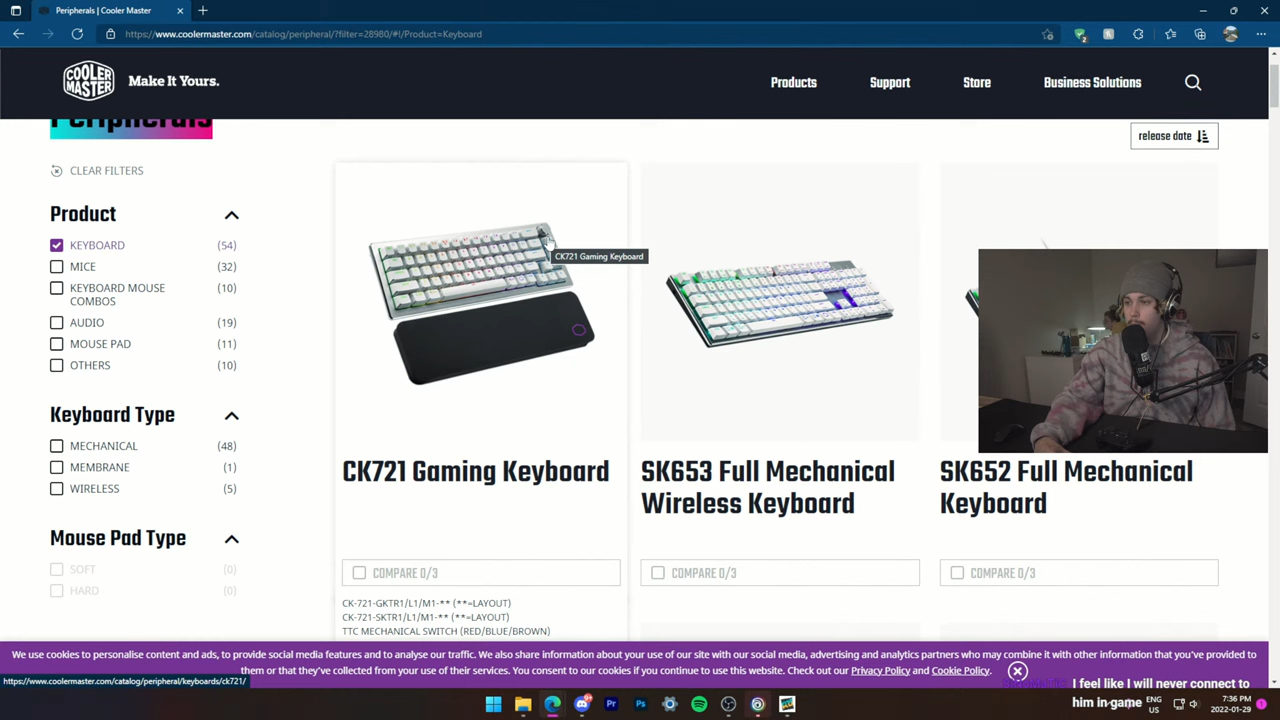 Peripherals | Cooler Master
https://www.coolermaster.com/catalog/peripheral/?filter=28980/#!/Product=Keyboard
COOLER MASTER
Make It Yours.
Products
Support
Store
Business Solutions
Peripherals
release date
CLEAR FILTERS
Product
KEYBOARD (54)
MICE (32)
KEYBOARD MOUSE COMBOS (10)
AUDIO (19)
MOUSE PAD (11)
OTHERS (10)
Keyboard Type
MECHANICAL (48)
MEMBRANE (1)
WIRELESS (5)
Mouse Pad Type
SOFT (0)
HARD (0)
CK721 Gaming Keyboard
CK721 Gaming Keyboard
COMPARE 0/3
CK-721-GKTR1/L1/M1-** (**=LAYOUT)
CK-721-SKTR1/L1/M1-** (**=LAYOUT)
TTC MECHANICAL SWITCH (RED/BLUE/BROWN)
SK653 Full Mechanical
Wireless Keyboard
COMPARE 0/3
SK652 Full Mechanical
Keyboard
COMPARE 0/3
We use cookies to personalise content and ads, to provide social media features and to analyse our traffic. We also share information about your use of our site with our social media, advertising and analytics partners who may combine it with other information that you've provided to
them or that they've collected from your use of their services. You consent to our cookies if you continue to use this website. Check out our Privacy Policy and Cookie Policy.
https://www.coolermaster.com/catalog/peripheral/keyboards/ck721/
I feel like I will never connect to
him in game
Pr
Ps
ENG
US
7:36 PM
2022-01-29